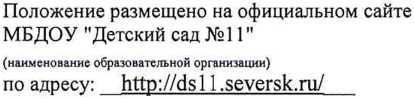 Положение размещено на официальном сайте
МБДОУ "Детский сад №11"
(наименование образовательной организации)
по адресу: http://ds11.seversk.ru/